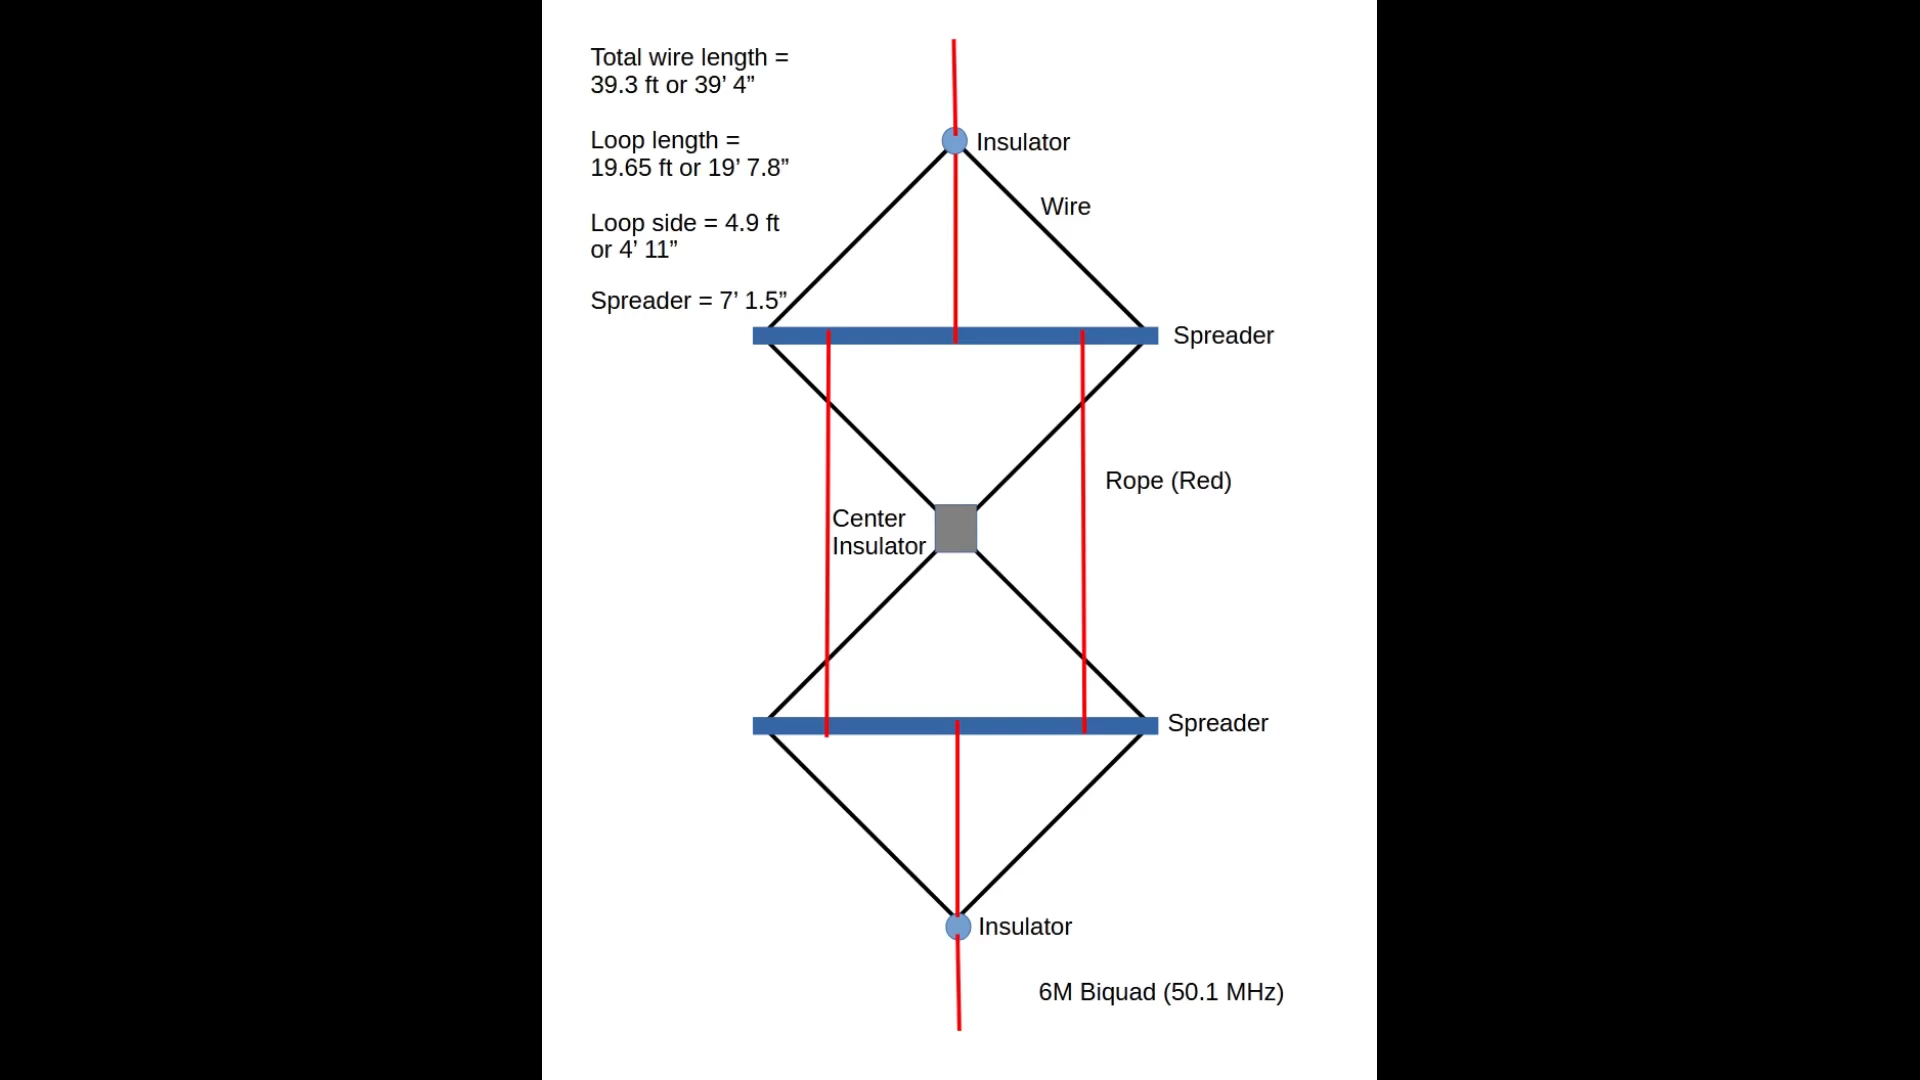 Total wire length =
39.3 ft or 39’ 4”
Loop length =
19.65 ft or 19’ 7.8”
Loop side = 4.9 ft
or 4’ 11”
Spreader = 7’ 1.5”
Insulator
Wire
Spreader
Rope (Red)
Center
Insulator
Spreader
Insulator
6M Biquad (50.1 MHz)